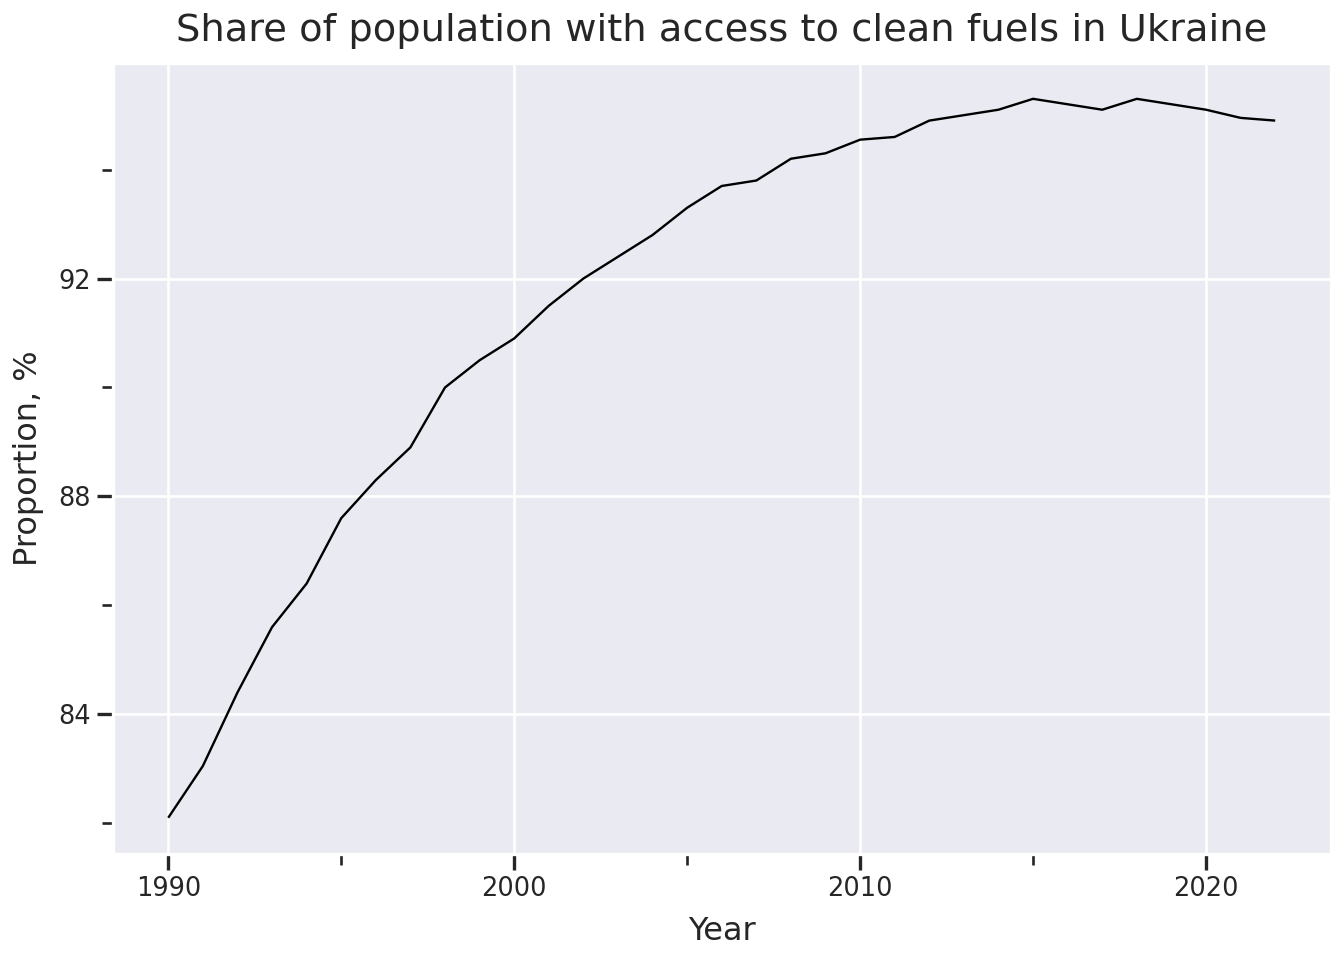 Share of population with access to clean fuels in Ukraine
Proportion, %
92
88
84
1990 2000 2010 2020
Year